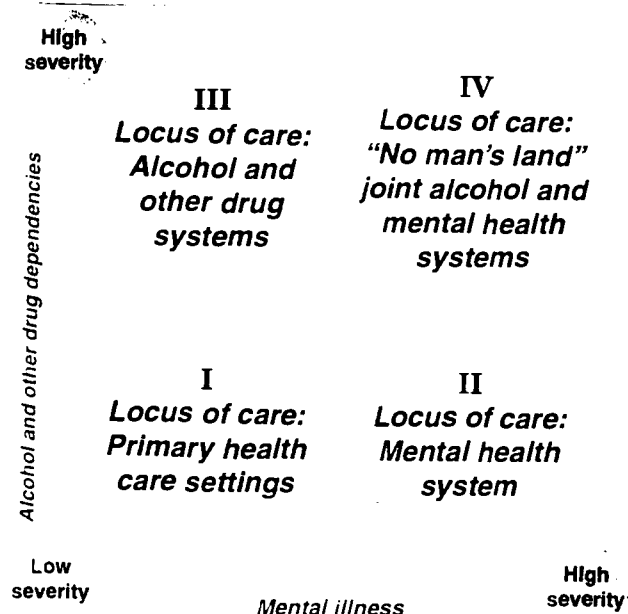 High
severity
III
Locus of care:
Alcohol and
other drug
systems
IV
Locus of care:
“No man’s land”
joint alcohol and
mental health
systems
Alcohol and other drug dependencies
I
Locus of care:
Primary health
care settings
II
Locus of care:
Mental health
system
Low
severity
Mental illness
High
severity